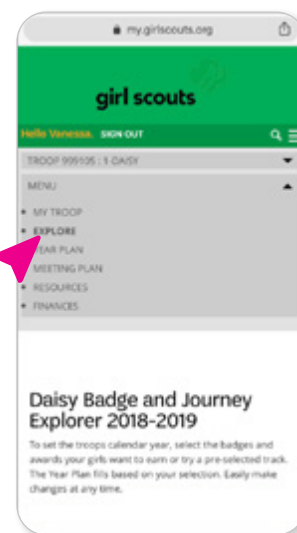 my.girlscouts.org
girl scouts
Hello Vanessa. SIGN OUT
TROOP 999105 : 1-DAISY
MENU
MY TROOP
EXPLORE
YEAR PLAN
MEETING PLAN
RESOURCES
FINANCES
Daisy Badge and Journey
Explorer 2018-2019
To set the troops calendar year, select the badges and
awards your girls want to earn or try a pre-selected track.
The Year Plan fills based on your selection. Easily make
changes at any time.